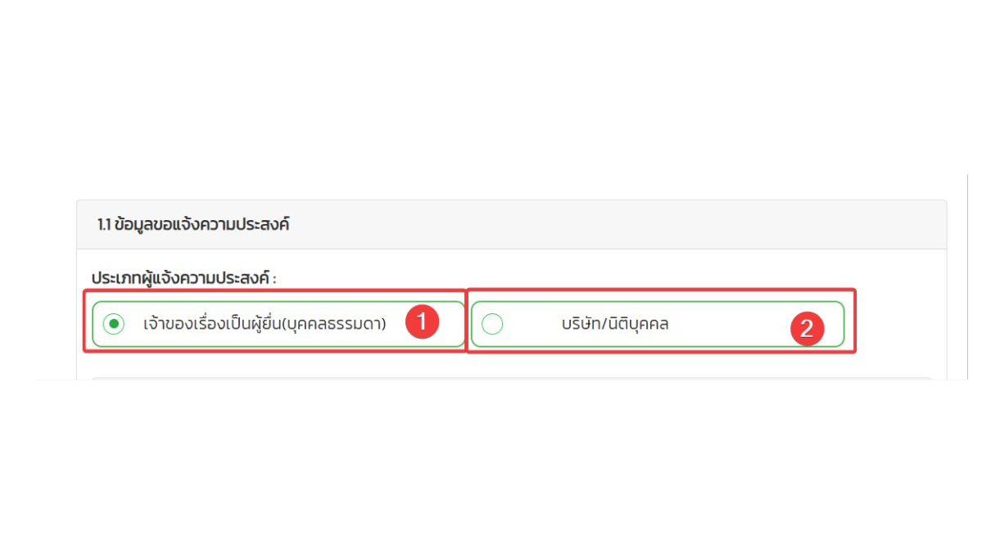 1.1 ข้อมูลขอแจ้งความประสงค์
ประเภทผู้แจ้งความประสงค์ :
เจ้าของเรื่องเป็นผู้ยื่น(บุคคลธรรมดา) 1 บริษัท/นิติบุคคล 2